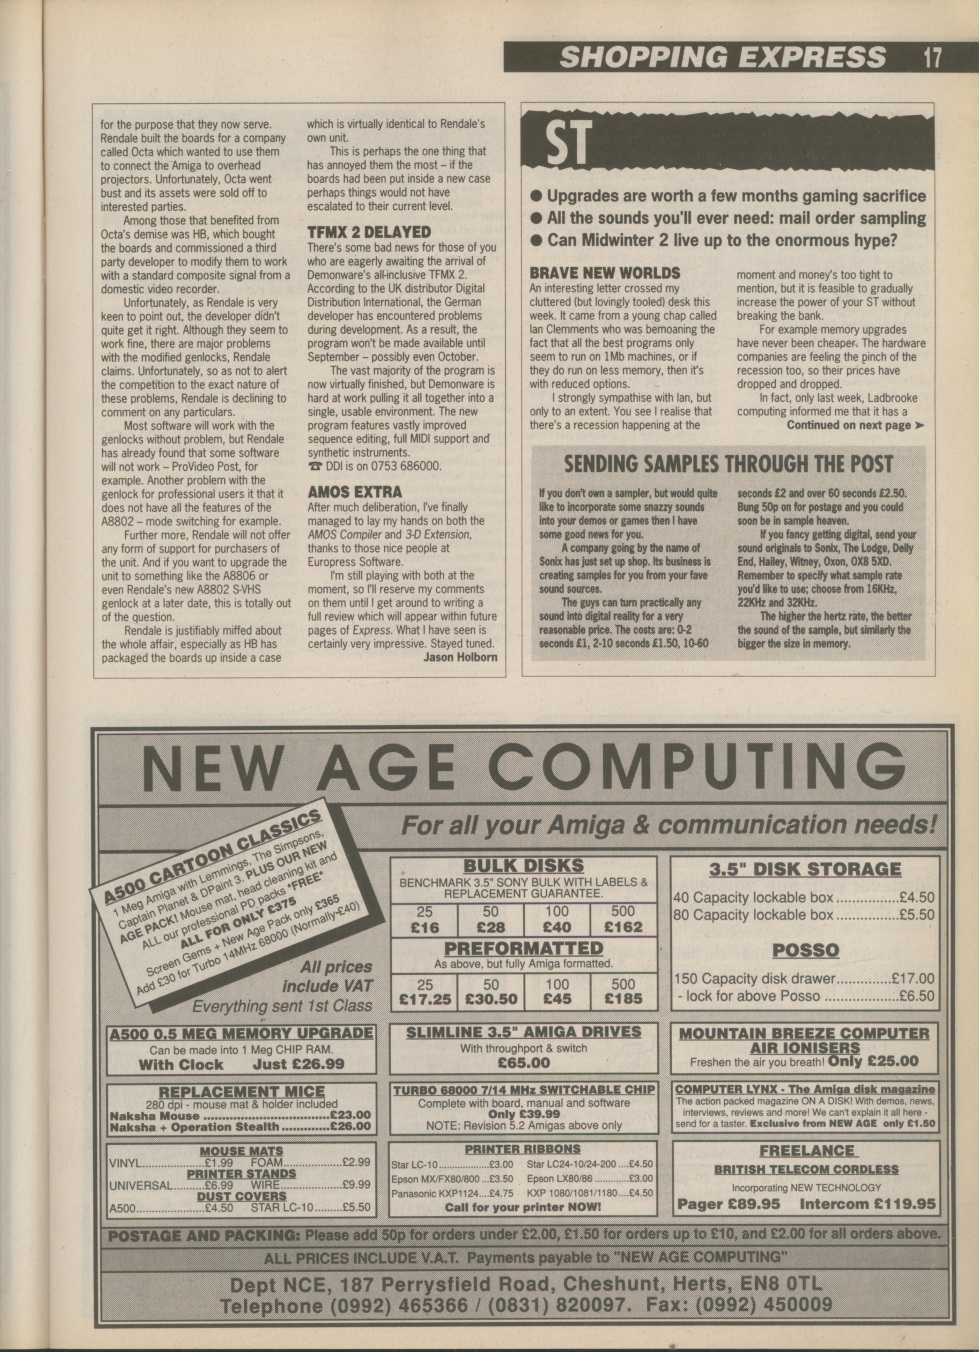 SHOPPING EXPRESS 17
for the purpose that they now serve.
Rendale built the boards for a company
called Octa which wanted to use them
to connect the Amiga to overhead
projectors. Unfortunately, Octa went
bust and its assets were sold off to
interested parties.
Among those that benefited from
Octa's demise was HB, which bought
the boards and commissioned a third
party developer to modify them to work
with a standard composite signal from a
domestic video recorder.
Unfortunately, as Rendale is very
keen to point out, the developer didn't
quite get it right. Although they seem to
work fine, there are major problems
with the modified genlocks, Rendale
claims. Unfortunately, so as not to alert
the competition to the exact nature of
these problems, Rendale is declining to
comment on any particulars.
Most software will work with the
genlocks without problem, but Rendale
has already found that some software
will not work – ProVideo Post, for
example. Another problem with the
genlock for professional users it that it
does not have all the features of the
A8802 – mode switching for example.
Further more, Rendale will not offer
any form of support for purchasers of
the unit. And if you want to upgrade the
unit to something like the A8806 or
even Rendale's new A8802 S-VHS
genlock at a later date, this is totally out
of the question.
Rendale is justifiably miffed about
the whole affair, especially as HB has
packaged the boards up inside a case
which is virtually identical to Rendale's
own unit.
This is perhaps the one thing that
has annoyed them the most – if the
boards had been put inside a new case
perhaps things would not have
escalated to their current level.
TFMX 2 DELAYED
There's some bad news for those of you
who are eagerly awaiting the arrival of
Demonware's all-inclusive TFMX 2.
According to the UK distributor Digital
Distribution International, the German
developer has encountered problems
during development. As a result, the
program won't be made available until
September – possibly even October.
The vast majority of the program is
now virtually finished, but Demonware is
hard at work pulling it all together into a
single, usable environment. The new
program features vastly improved
sequence editing, full MIDI support and
synthetic instruments.
☎ DDI is on 0753 686000.
AMOS EXTRA
After much deliberation, I've finally
managed to lay my hands on both the
AMOS Compiler and 3-D Extension,
thanks to those nice people at
Europress Software.
I'm still playing with both at the
moment, so I'll reserve my comments
on them until I get around to writing a
full review which will appear within future
pages of Express. What I have seen is
certainly very impressive. Stayed tuned.
Jason Holborn
ST
● Upgrades are worth a few months gaming sacrifice
● All the sounds you'll ever need: mail order sampling
● Can Midwinter 2 live up to the enormous hype?
BRAVE NEW WORLDS
An interesting letter crossed my
cluttered (but lovingly tooled) desk this
week. It came from a young chap called
Ian Clemments who was bemoaning the
fact that all the best programs only
seem to run on 1Mb machines, or if
they do run on less memory, then it's
with reduced options.
I strongly sympathise with Ian, but
only to an extent. You see I realise that
there's a recession happening at the
moment and money's too tight to
mention, but it is feasible to gradually
increase the power of your ST without
breaking the bank.
For example memory upgrades
have never been cheaper. The hardware
companies are feeling the pinch of the
recession too, so their prices have
dropped and dropped.
In fact, only last week, Ladbrooke
computing informed me that it has a
Continued on next page ➤
SENDING SAMPLES THROUGH THE POST
If you don't own a sampler, but would quite
like to incorporate some snazzy sounds
into your demos or games then I have
some good news for you.
A company going by the name of
Sonix has just set up shop. Its business is
creating samples for you from your fave
sound sources.
The guys can turn practically any
sound into digital reality for a very
reasonable price. The costs are: 0-2
seconds £1, 2-10 seconds £1.50, 10-60
seconds £2 and over 60 seconds £2.50.
Bung 50p on for postage and you could
soon be in sample heaven.
If you fancy getting digital, send your
sound originals to Sonix, The Lodge, Delly
End, Hailey, Witney, Oxon, OX8 5XD.
Remember to specify what sample rate
you'd like to use; choose from 16KHz,
22KHz and 32KHz.
The higher the hertz rate, the better
the sound of the sample, but similarly the
bigger the size in memory.
NEW AGE COMPUTING
For all your Amiga & communication needs!
A500 CARTOON CLASSICS
1 Meg Amiga with Lemmings, The Simpsons,
Captain Planet & DPaint 3. PLUS OUR NEW
AGE PACK! Mouse mat, head cleaning kit and
ALL our professional PD packs *FREE*
ALL FOR ONLY £375
Screen Gems + New Age Pack only £365
Add £30 for Turbo 14MHz 68000 (Normally £40)
All prices
include VAT
Everything sent 1st Class
BULK DISKS
BENCHMARK 3.5" SONY BULK WITH LABELS &
REPLACEMENT GUARANTEE.
25 50 100 500
£16 £28 £40 £162
PREFORMATTED
As above, but fully Amiga formatted.
25 50 100 500
£17.25 £30.50 £45 £185
3.5" DISK STORAGE
40 Capacity lockable box ..............£4.50
80 Capacity lockable box ..............£5.50
POSSO
150 Capacity disk drawer..............£17.00
- lock for above Posso ................£6.50
A500 0.5 MEG MEMORY UPGRADE
Can be made into 1 Meg CHIP RAM.
With Clock Just £26.99
SLIMLINE 3.5" AMIGA DRIVES
With throughport & switch
£65.00
MOUNTAIN BREEZE COMPUTER
AIR IONISERS
Freshen the air you breath! Only £25.00
REPLACEMENT MICE
280 dpi - mouse mat & holder included
Naksha Mouse ..............................£23.00
Naksha + Operation Stealth ............£26.00
TURBO 68000 7/14 MHz SWITCHABLE CHIP
Complete with board, manual and software
Only £39.99
NOTE: Revision 5.2 Amigas above only
COMPUTER LYNX - The Amiga disk magazine
The action packed magazine ON A DISK! With demos, news,
interviews, reviews and more! We can't explain it all here -
send for a taster. Exclusive from NEW AGE only £1.50
MOUSE MATS
VINYL...............£1.99 FOAM.....................£2.99
PRINTER STANDS
UNIVERSAL........£6.99 WIRE.....................£9.99
DUST COVERS
A500..................£4.50 STAR LC-10.........£5.50
PRINTER RIBBONS
Star LC-10................£3.00 Star LC24-10/24-200 ....£4.50
Epson MX/FX80/800 ...£3.50 Epson LX80/86 ............£3.00
Panasonic KXP1124....£4.75 KXP 1080/1081/1180....£4.50
Call for your printer NOW!
FREELANCE
BRITISH TELECOM CORDLESS
Incorporating NEW TECHNOLOGY
Pager £89.95 Intercom £119.95
POSTAGE AND PACKING: Please add 50p for orders under £2.00, £1.50 for orders up to £10, and £2.00 for all orders above.
ALL PRICES INCLUDE V.A.T. Payments payable to "NEW AGE COMPUTING"
Dept NCE, 187 Perrysfield Road, Cheshunt, Herts, EN8 0TL
Telephone (0992) 465366 / (0831) 820097. Fax: (0992) 450009